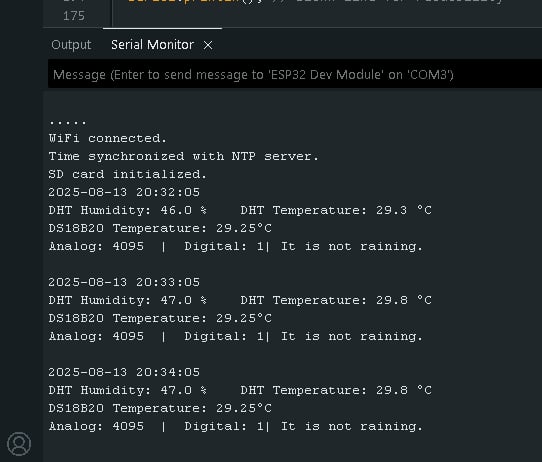 175
Output Serial Monitor ×
Message (Enter to send message to 'ESP32 Dev Module' on 'COM3')
.....
WiFi connected.
Time synchronized with NTP server.
SD card initialized.
2025-08-13 20:32:05
DHT Humidity: 46.0 % DHT Temperature: 29.3 °C
DS18B20 Temperature: 29.25°C
Analog: 4095 | Digital: 1| It is not raining.
2025-08-13 20:33:05
DHT Humidity: 47.0 % DHT Temperature: 29.8 °C
DS18B20 Temperature: 29.25°C
Analog: 4095 | Digital: 1| It is not raining.
2025-08-13 20:34:05
DHT Humidity: 47.0 % DHT Temperature: 29.8 °C
DS18B20 Temperature: 29.25°C
Analog: 4095 | Digital: 1| It is not raining.